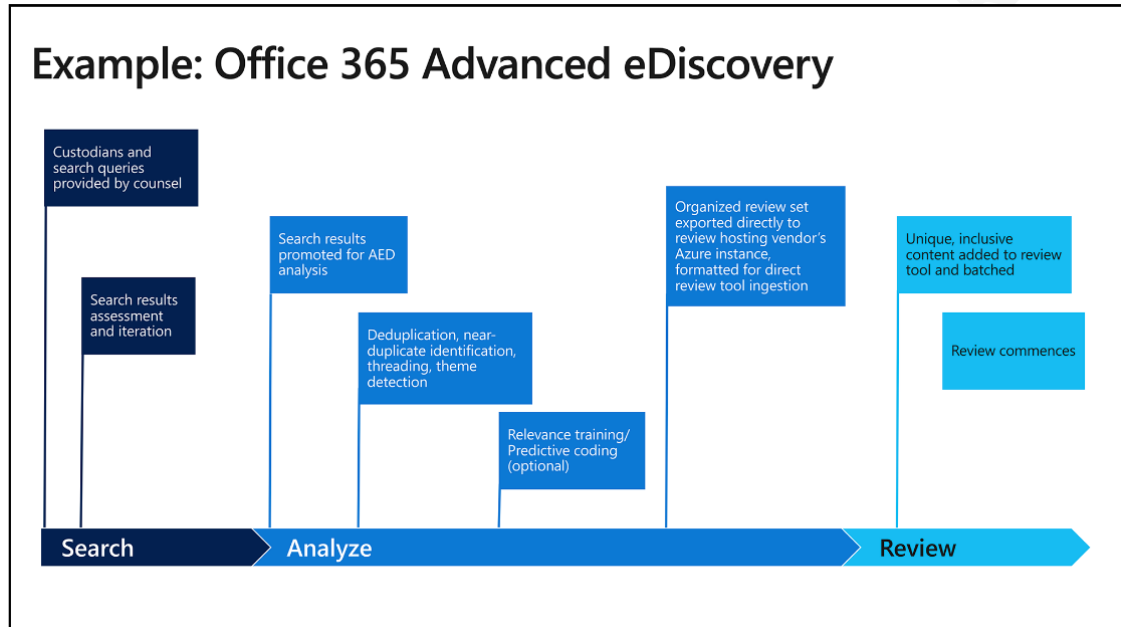 Example: Office 365 Advanced eDiscovery
Custodians and
search queries
provided by counsel
Search results
assessment
and iteration
Search results
promoted for AED
analysis
Deduplication, near-
duplicate identification,
threading, theme
detection
Relevance training/
Predictive coding
(optional)
Organized review set
exported directly to
review hosting vendor's
Azure instance,
formatted for direct
review tool ingestion
Unique, inclusive
content added to review
tool and batched
Review commences
Search
Analyze
Review